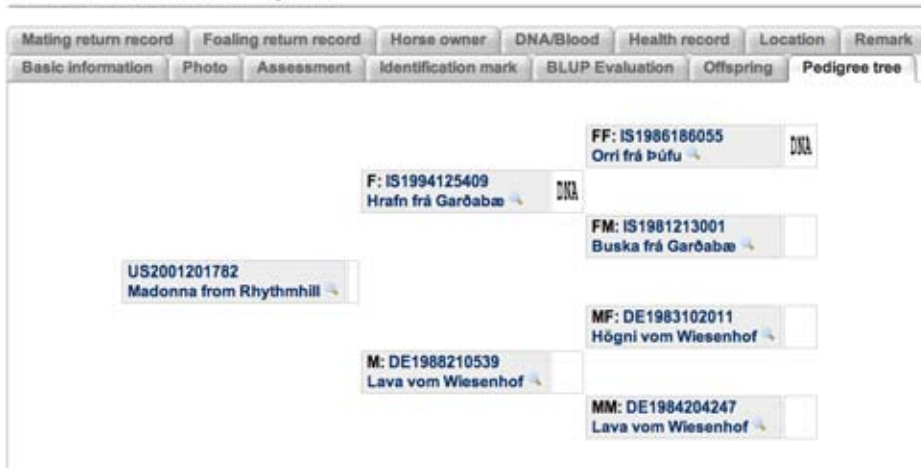 Mating return record Foaling return record Horse owner DNA/Blood Health record Location Remark
Basic information Photo Assessment Identification mark BLUP Evaluation Offspring Pedigree tree
FF: IS1986186055
Orri frá Þúfu
DNA
F: IS1994125409
Hrafn frá Garðabæ
DNA
FM: IS1981213001
Buska frá Garðabæ
US2001201782
Madonna from Rhythmhill
MF: DE1983102011
Högni vom Wiesenhof
M: DE1988210539
Lava vom Wiesenhof
MM: DE1984204247
Lava vom Wiesenhof